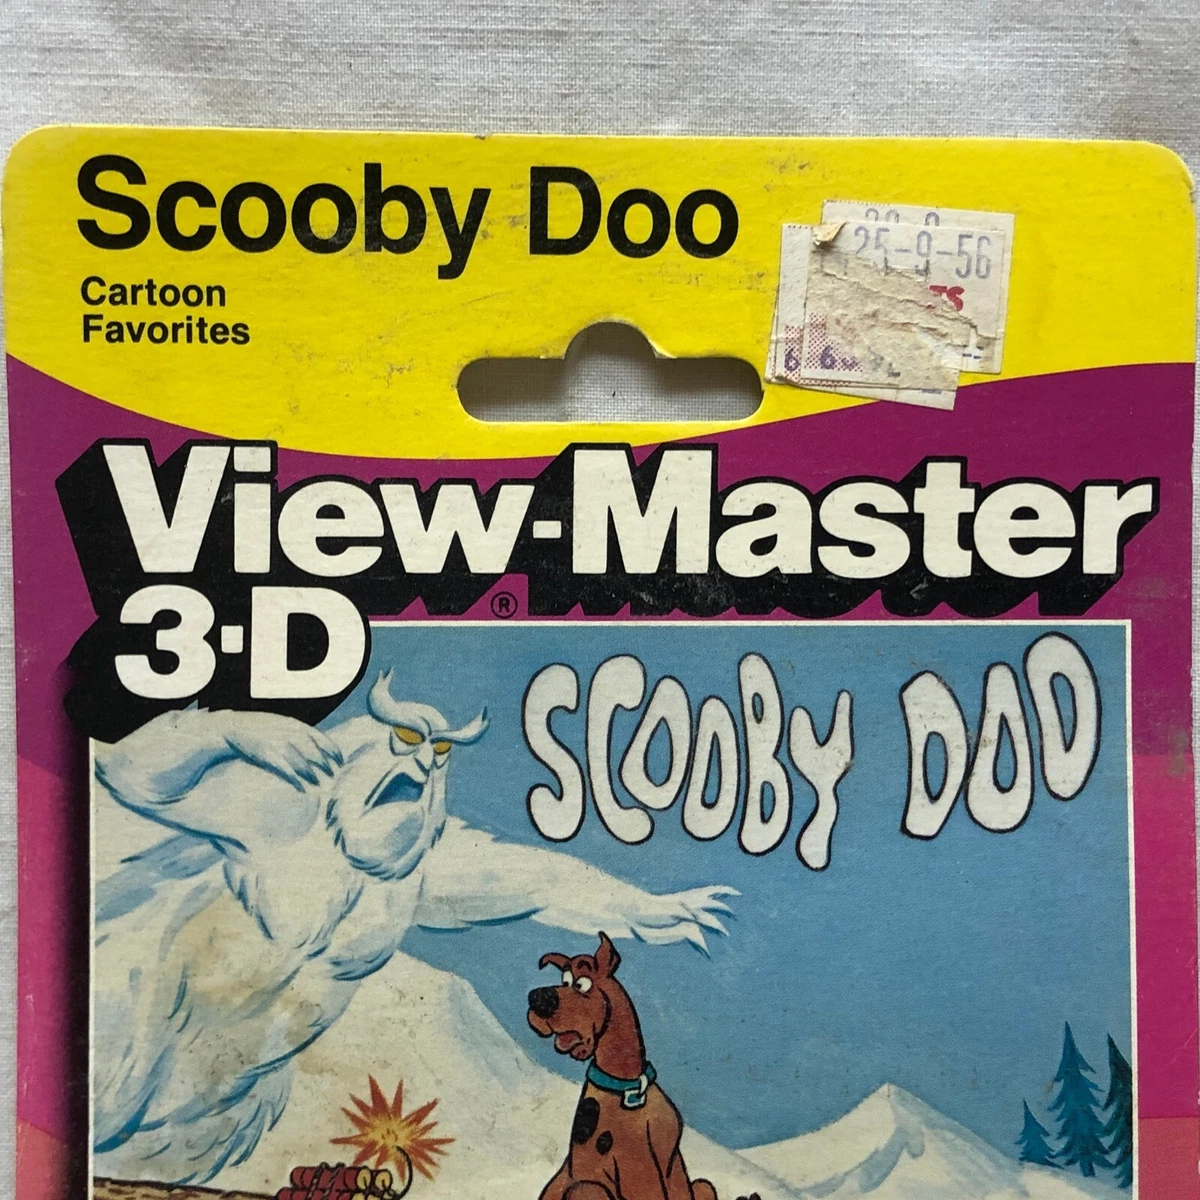 Scooby Doo
Cartoon
Favorites
25-9-56
View-Master
®
3·D
SCOOBY DOO